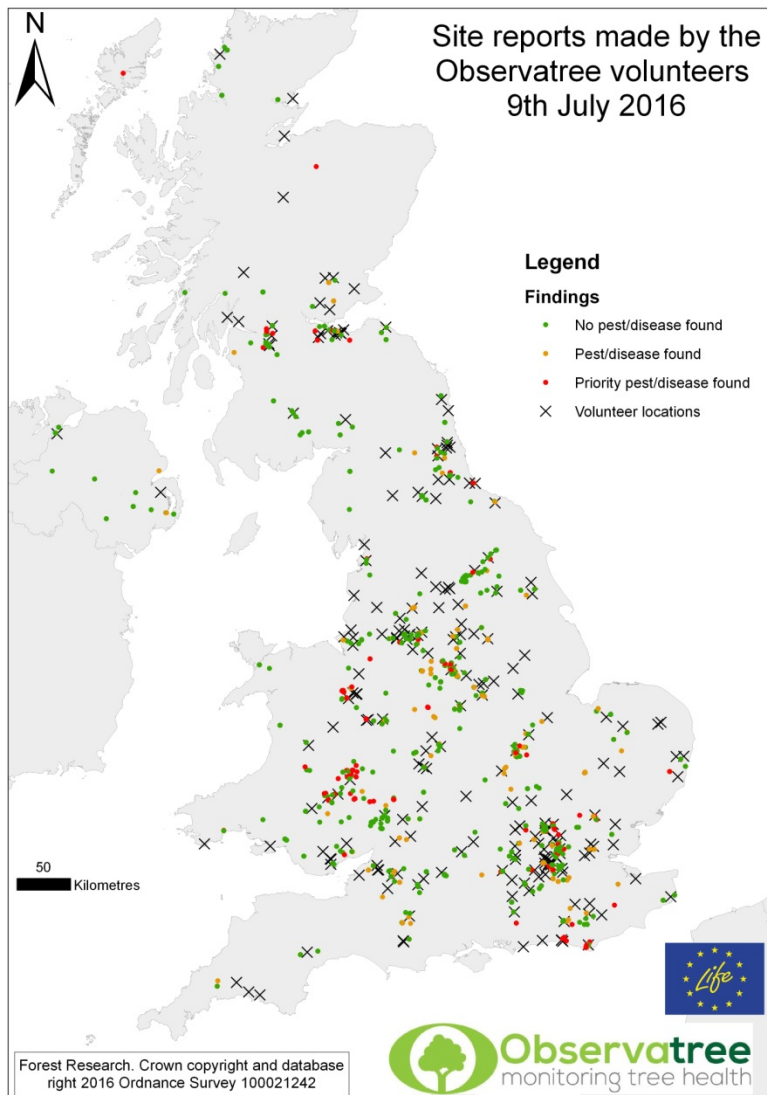 N
Site reports made by the
Observatree volunteers
9th July 2016
Legend
Findings
No pest/disease found
Pest/disease found
Priority pest/disease found
Volunteer locations
50
Kilometres
Life
Forest Research. Crown copyright and database
right 2016 Ordnance Survey 100021242
Observatree
monitoring tree health